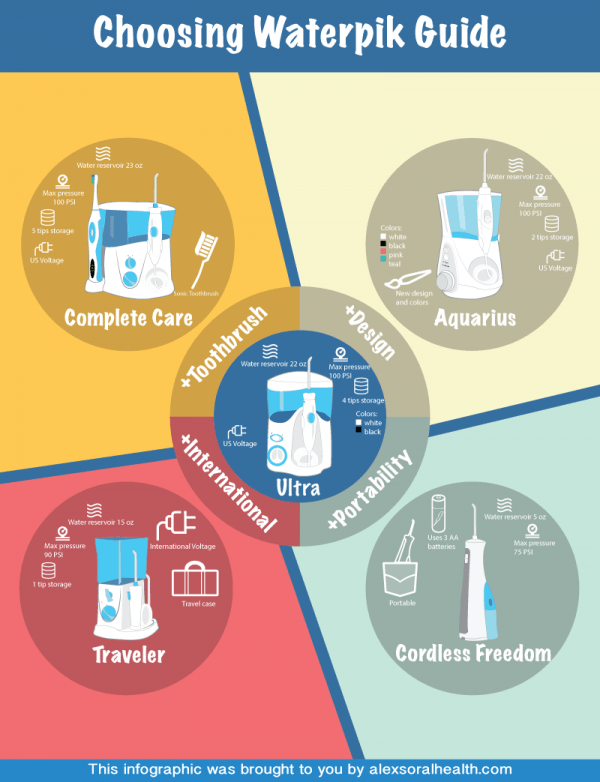 Choosing Waterpik Guide
Water reservoir 23 oz
Max pressure
100 PSI
5 tips storage
US Voltage
Sonic Toothbrush
Complete Care
Water reservoir 22 oz
Max pressure
100 PSI
2 tips storage
US Voltage
Colors:
white
black
pink
teal
New design
and colors
Aquarius
+Toothbrush
+Design
+International
+Portability
Water reservoir 22 oz
Max pressure
100 PSI
4 tips storage
Colors:
white
black
US Voltage
Ultra
Water reservoir 15 oz
Max pressure
90 PSI
1 tip storage
International Voltage
Travel case
Traveler
Uses 3 AA
batteries
Water reservoir 5 oz
Max pressure
75 PSI
Portable
Cordless Freedom
This infographic was brought to you by alexsoralhealth.com